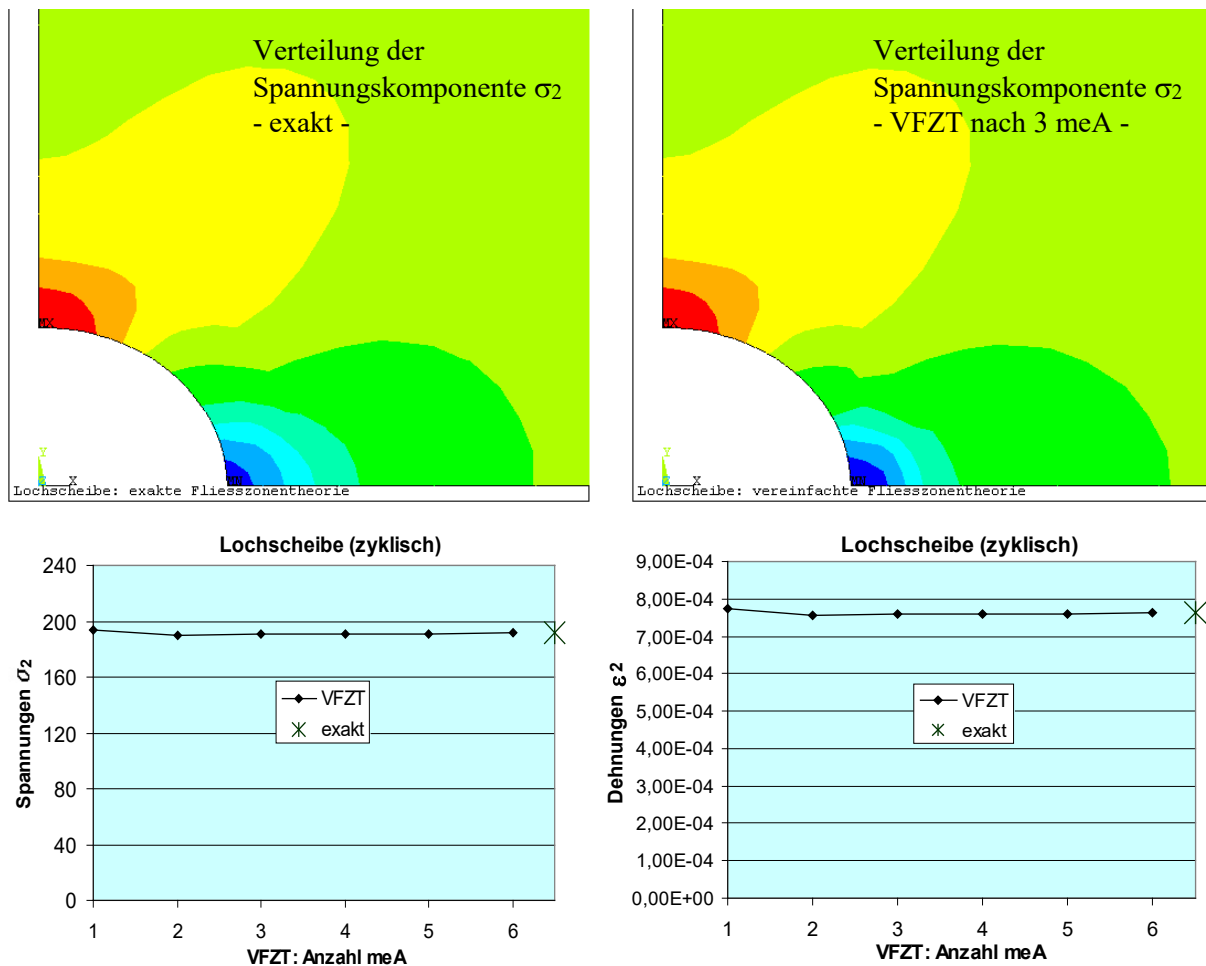 Verteilung der
Spannungskomponente σ2
- exakt -
MX
MN
Y
Z
X
Lochscheibe: exakte Fliesszonentheorie
Verteilung der
Spannungskomponente σ2
- VFZT nach 3 meA -
MX
MN
Y
Z
X
Lochscheibe: vereinfachte Fliesszonentheorie
Lochscheibe (zyklisch)
240
200
160
120
80
40
0
Spannungen σ2
VFZT
exakt
1 2 3 4 5 6
VFZT: Anzahl meA
Lochscheibe (zyklisch)
9,00E-04
8,00E-04
7,00E-04
6,00E-04
5,00E-04
4,00E-04
3,00E-04
2,00E-04
1,00E-04
0,00E+00
Dehnungen ε2
VFZT
exakt
1 2 3 4 5 6
VFZT: Anzahl meA